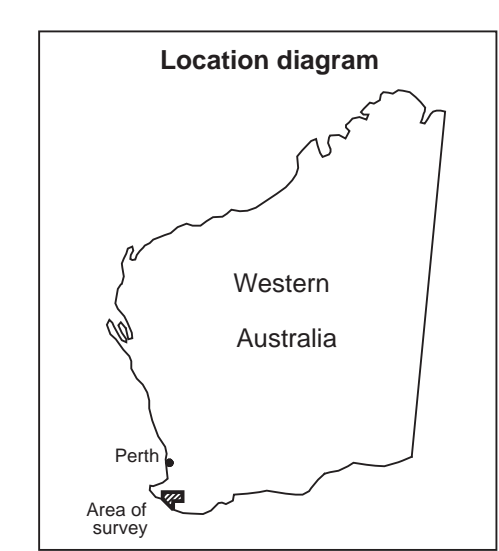 Location diagram
Western
Australia
Perth
Area of
survey